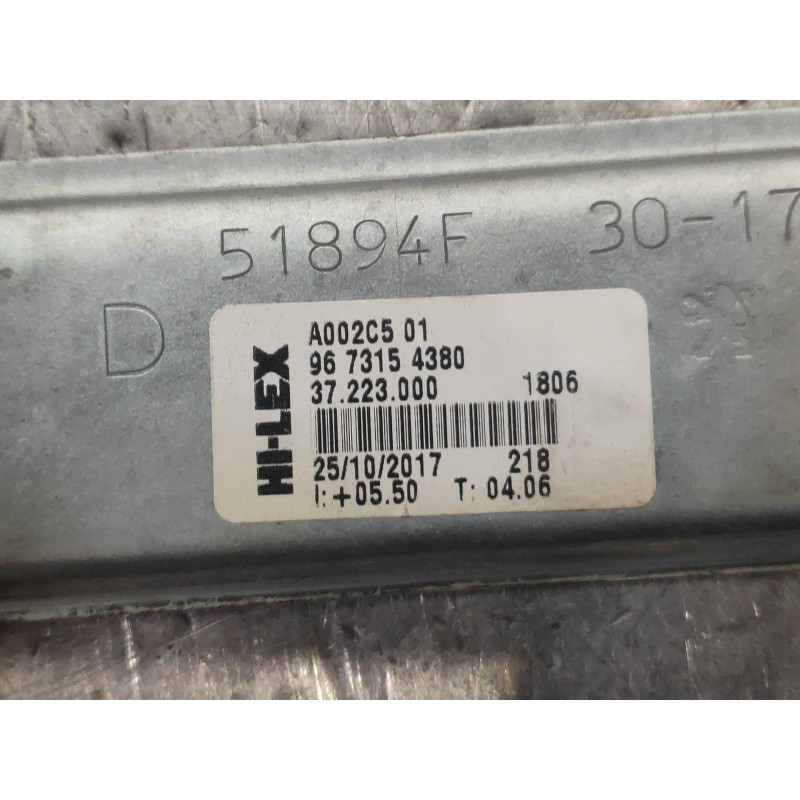 51894F 30-17
D
HI-LEX
A002C5 01
96 7315 4380
37.223.000 1806
25/10/2017 218
I: +05.50 T: 04.06